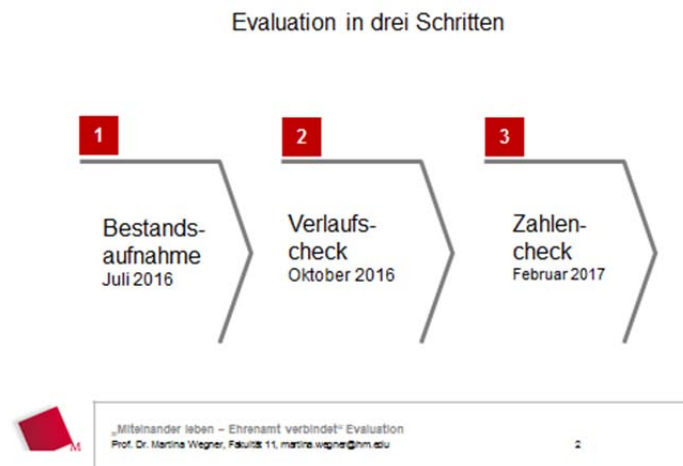 Evaluation in drei Schritten
1
2
3
Bestands-
aufnahme
Juli 2016
Verlaufs-
check
Oktober 2016
Zahlen-
check
Februar 2017
M
„Miteinander leben – Ehrenamt verbindet“ Evaluation
Prof. Dr. Martina Wegner, Fakultät 11, martina.wegner@hm.edu
2